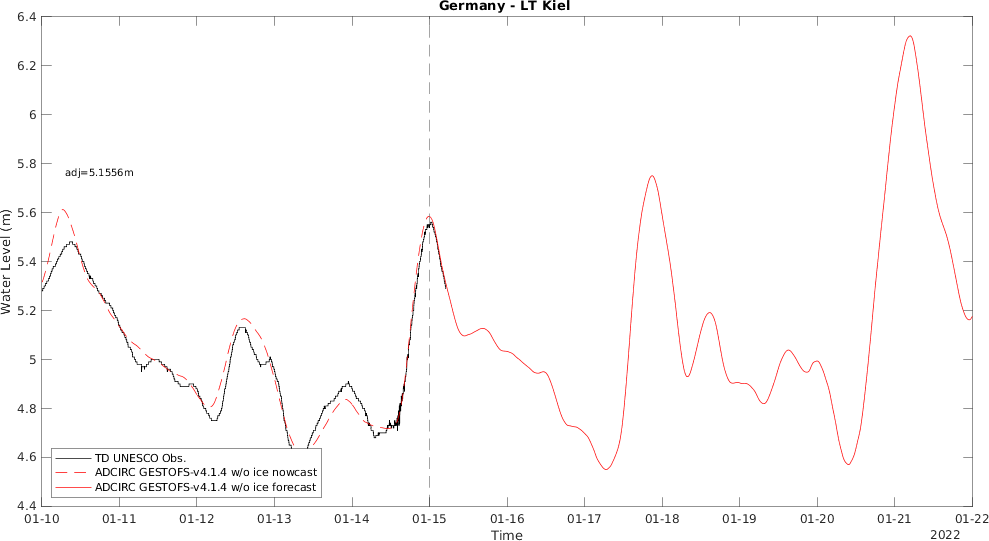 Germany - LT Kiel
6.4
6.2
6
5.8
5.6
5.4
5.2
5
4.8
4.6
4.4
Water Level (m)
adj=5.1556m
TD UNESCO Obs.
ADCIRC GESTOFS-v4.1.4 w/o ice nowcast
ADCIRC GESTOFS-v4.1.4 w/o ice forecast
01-10 01-11 01-12 01-13 01-14 01-15 01-16 01-17 01-18 01-19 01-20 01-21 01-22
Time
2022